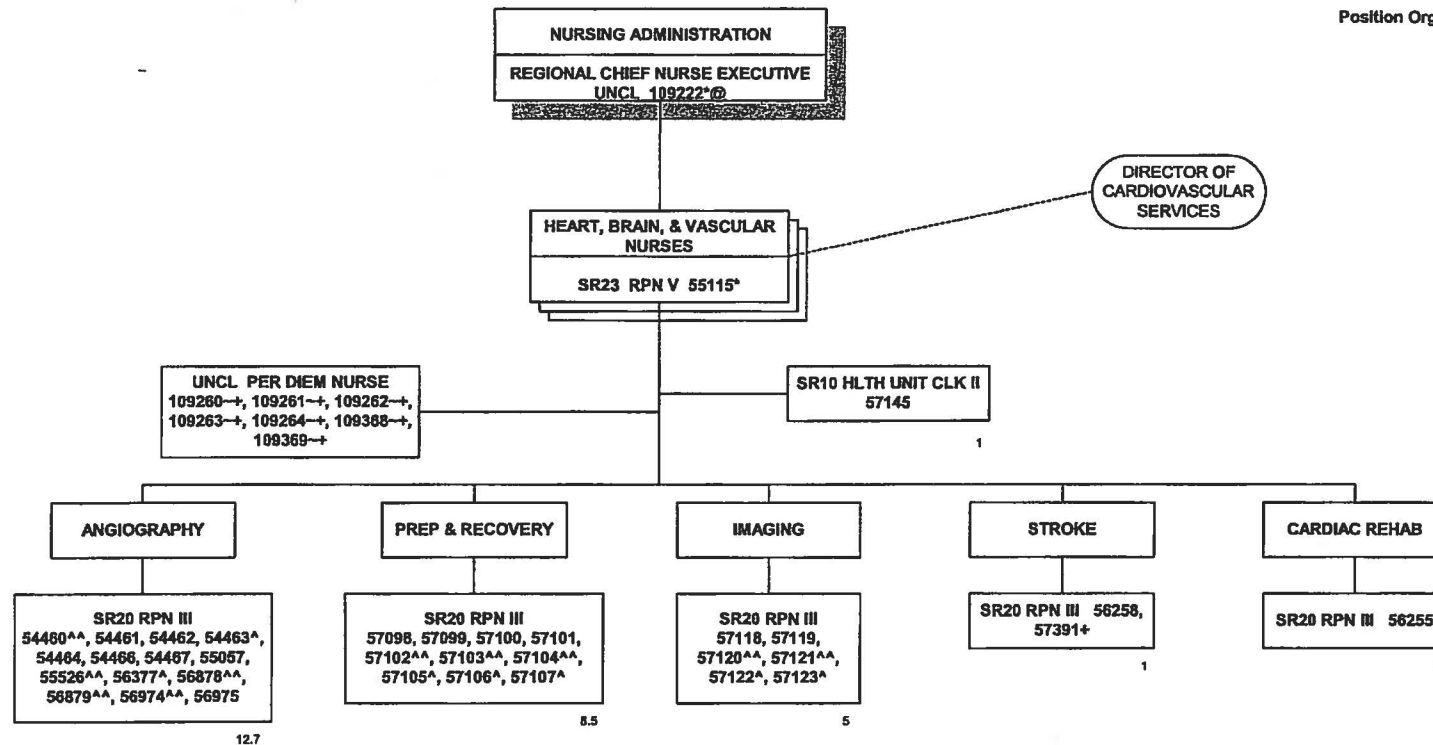 Position Org
NURSING ADMINISTRATION
REGIONAL CHIEF NURSE EXECUTIVE
UNCL 109222*@
DIRECTOR OF
CARDIOVASCULAR
SERVICES
HEART, BRAIN, & VASCULAR
NURSES
SR23 RPN V 55115*
UNCL PER DIEM NURSE
109260~+, 109261~+, 109262~+,
109263~+, 109264~+, 109368~+,
109369~+
SR10 HLTH UNIT CLK II
57145
1
ANGIOGRAPHY
SR20 RPN III
54460^^, 54461, 54462, 54463^,
54464, 54466, 54467, 55057,
55526^^, 56377^, 56878^^,
56879^^, 56974^^, 56975
12.7
PREP & RECOVERY
SR20 RPN III
57098, 57099, 57100, 57101,
57102^^, 57103^^, 57104^^,
57105^, 57106^, 57107^
8.5
IMAGING
SR20 RPN III
57118, 57119,
57120^^, 57121^^,
57122^, 57123^
5
STROKE
SR20 RPN III 56258,
57391+
1
CARDIAC REHAB
SR20 RPN III 56255